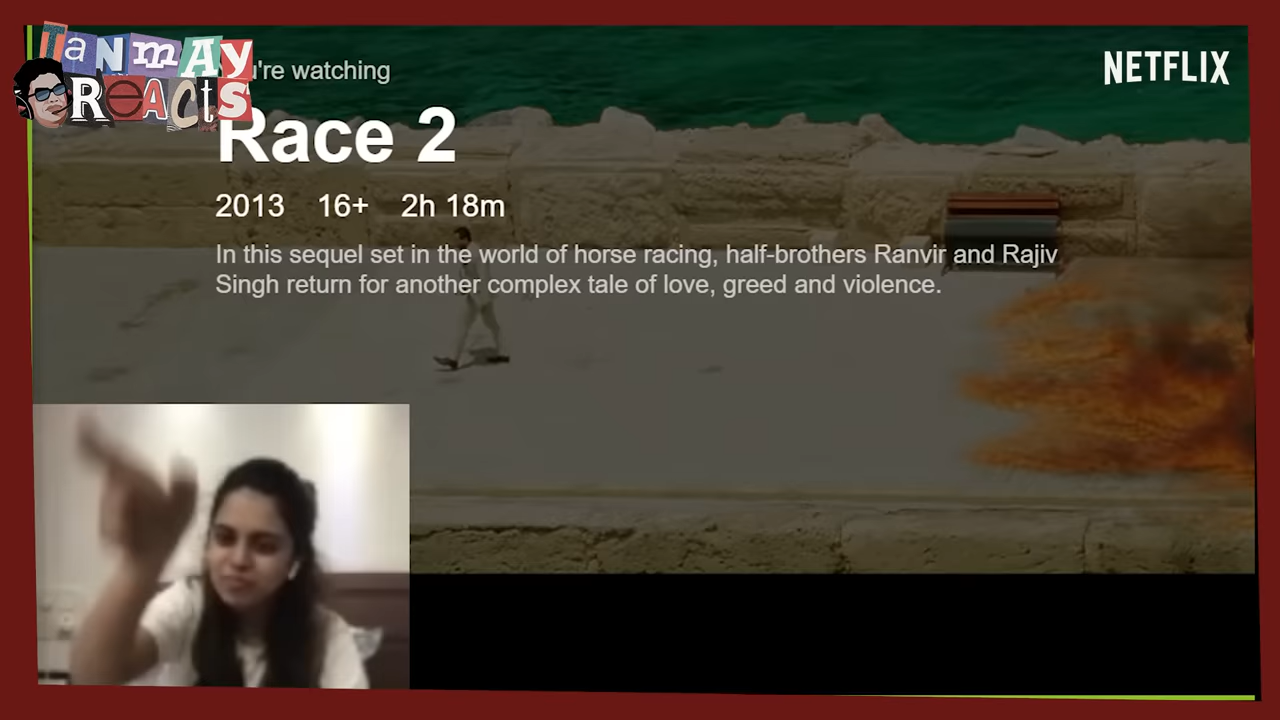 TaNmAy
REACtS
u're watching
NETFLIX
Race 2
2013 16+ 2h 18m
In this sequel set in the world of horse racing, half-brothers Ranvir and Rajiv
Singh return for another complex tale of love, greed and violence.